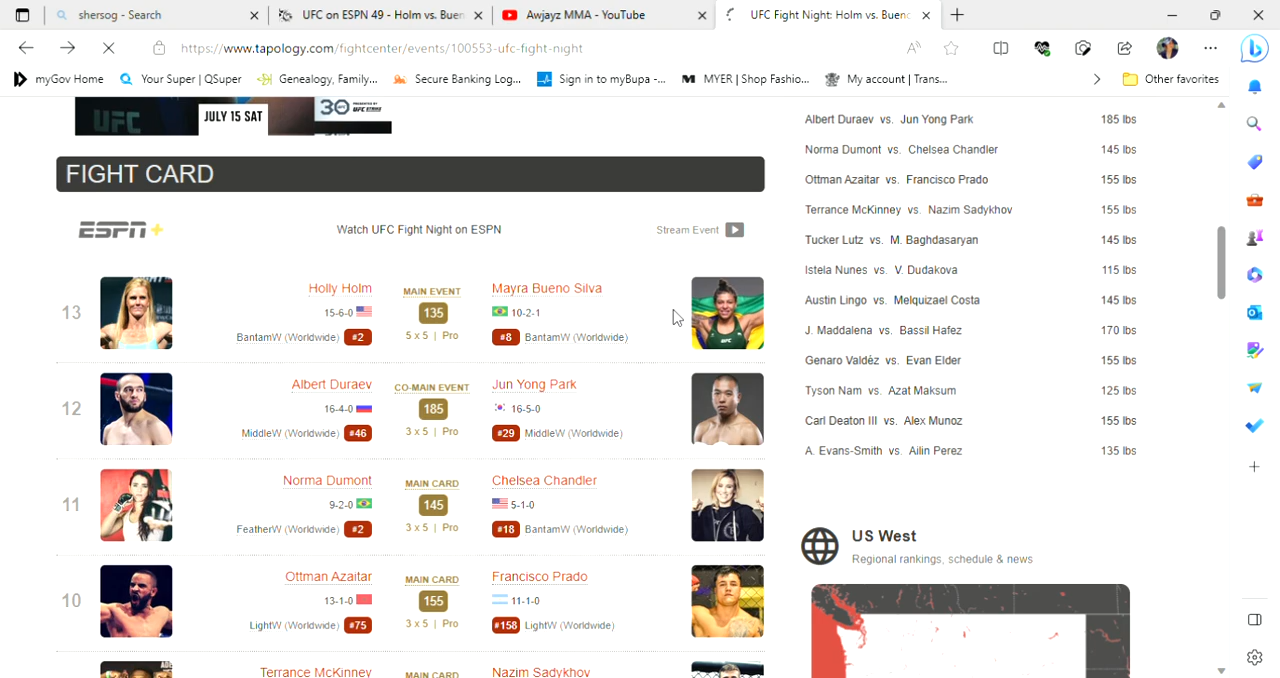 shersog - Search
UFC on ESPN 49 - Holm vs. Buen
Awjayz MMA - YouTube
UFC Fight Night: Holm vs. Buenc
https://www.tapology.com/fightcenter/events/100553-ufc-fight-night
myGov Home
Your Super | QSuper
Genealogy, Family...
Secure Banking Log...
Sign in to myBupa -...
MYER | Shop Fashio...
My account | Trans...
Other favorites
UFC
JULY 15 SAT
30
FIGHT CARD
ESPN+
Watch UFC Fight Night on ESPN
Stream Event
13
Holly Holm
MAIN EVENT
Mayra Bueno Silva
15-6-0
135
10-2-1
BantamW (Worldwide) #2
5 x 5 | Pro
#8 BantamW (Worldwide)
12
Albert Duraev
CO-MAIN EVENT
Jun Yong Park
16-4-0
185
16-5-0
MiddleW (Worldwide) #46
3 x 5 | Pro
#29 MiddleW (Worldwide)
11
Norma Dumont
MAIN CARD
Chelsea Chandler
9-2-0
145
5-1-0
FeatherW (Worldwide) #2
3 x 5 | Pro
#18 BantamW (Worldwide)
10
Ottman Azaitar
MAIN CARD
Francisco Prado
13-1-0
155
11-1-0
LightW (Worldwide) #75
3 x 5 | Pro
#158 LightW (Worldwide)
Terrance McKinney
MAIN CARD
Nazim Sadykhov
Albert Duraev vs. Jun Yong Park 185 lbs
Norma Dumont vs. Chelsea Chandler 145 lbs
Ottman Azaitar vs. Francisco Prado 155 lbs
Terrance McKinney vs. Nazim Sadykhov 155 lbs
Tucker Lutz vs. M. Baghdasaryan 145 lbs
Istela Nunes vs. V. Dudakova 115 lbs
Austin Lingo vs. Melquizael Costa 145 lbs
J. Maddalena vs. Bassil Hafez 170 lbs
Genaro Valdéz vs. Evan Elder 155 lbs
Tyson Nam vs. Azat Maksum 125 lbs
Carl Deaton III vs. Alex Munoz 155 lbs
A. Evans-Smith vs. Ailin Perez 135 lbs
US West
Regional rankings, schedule & news